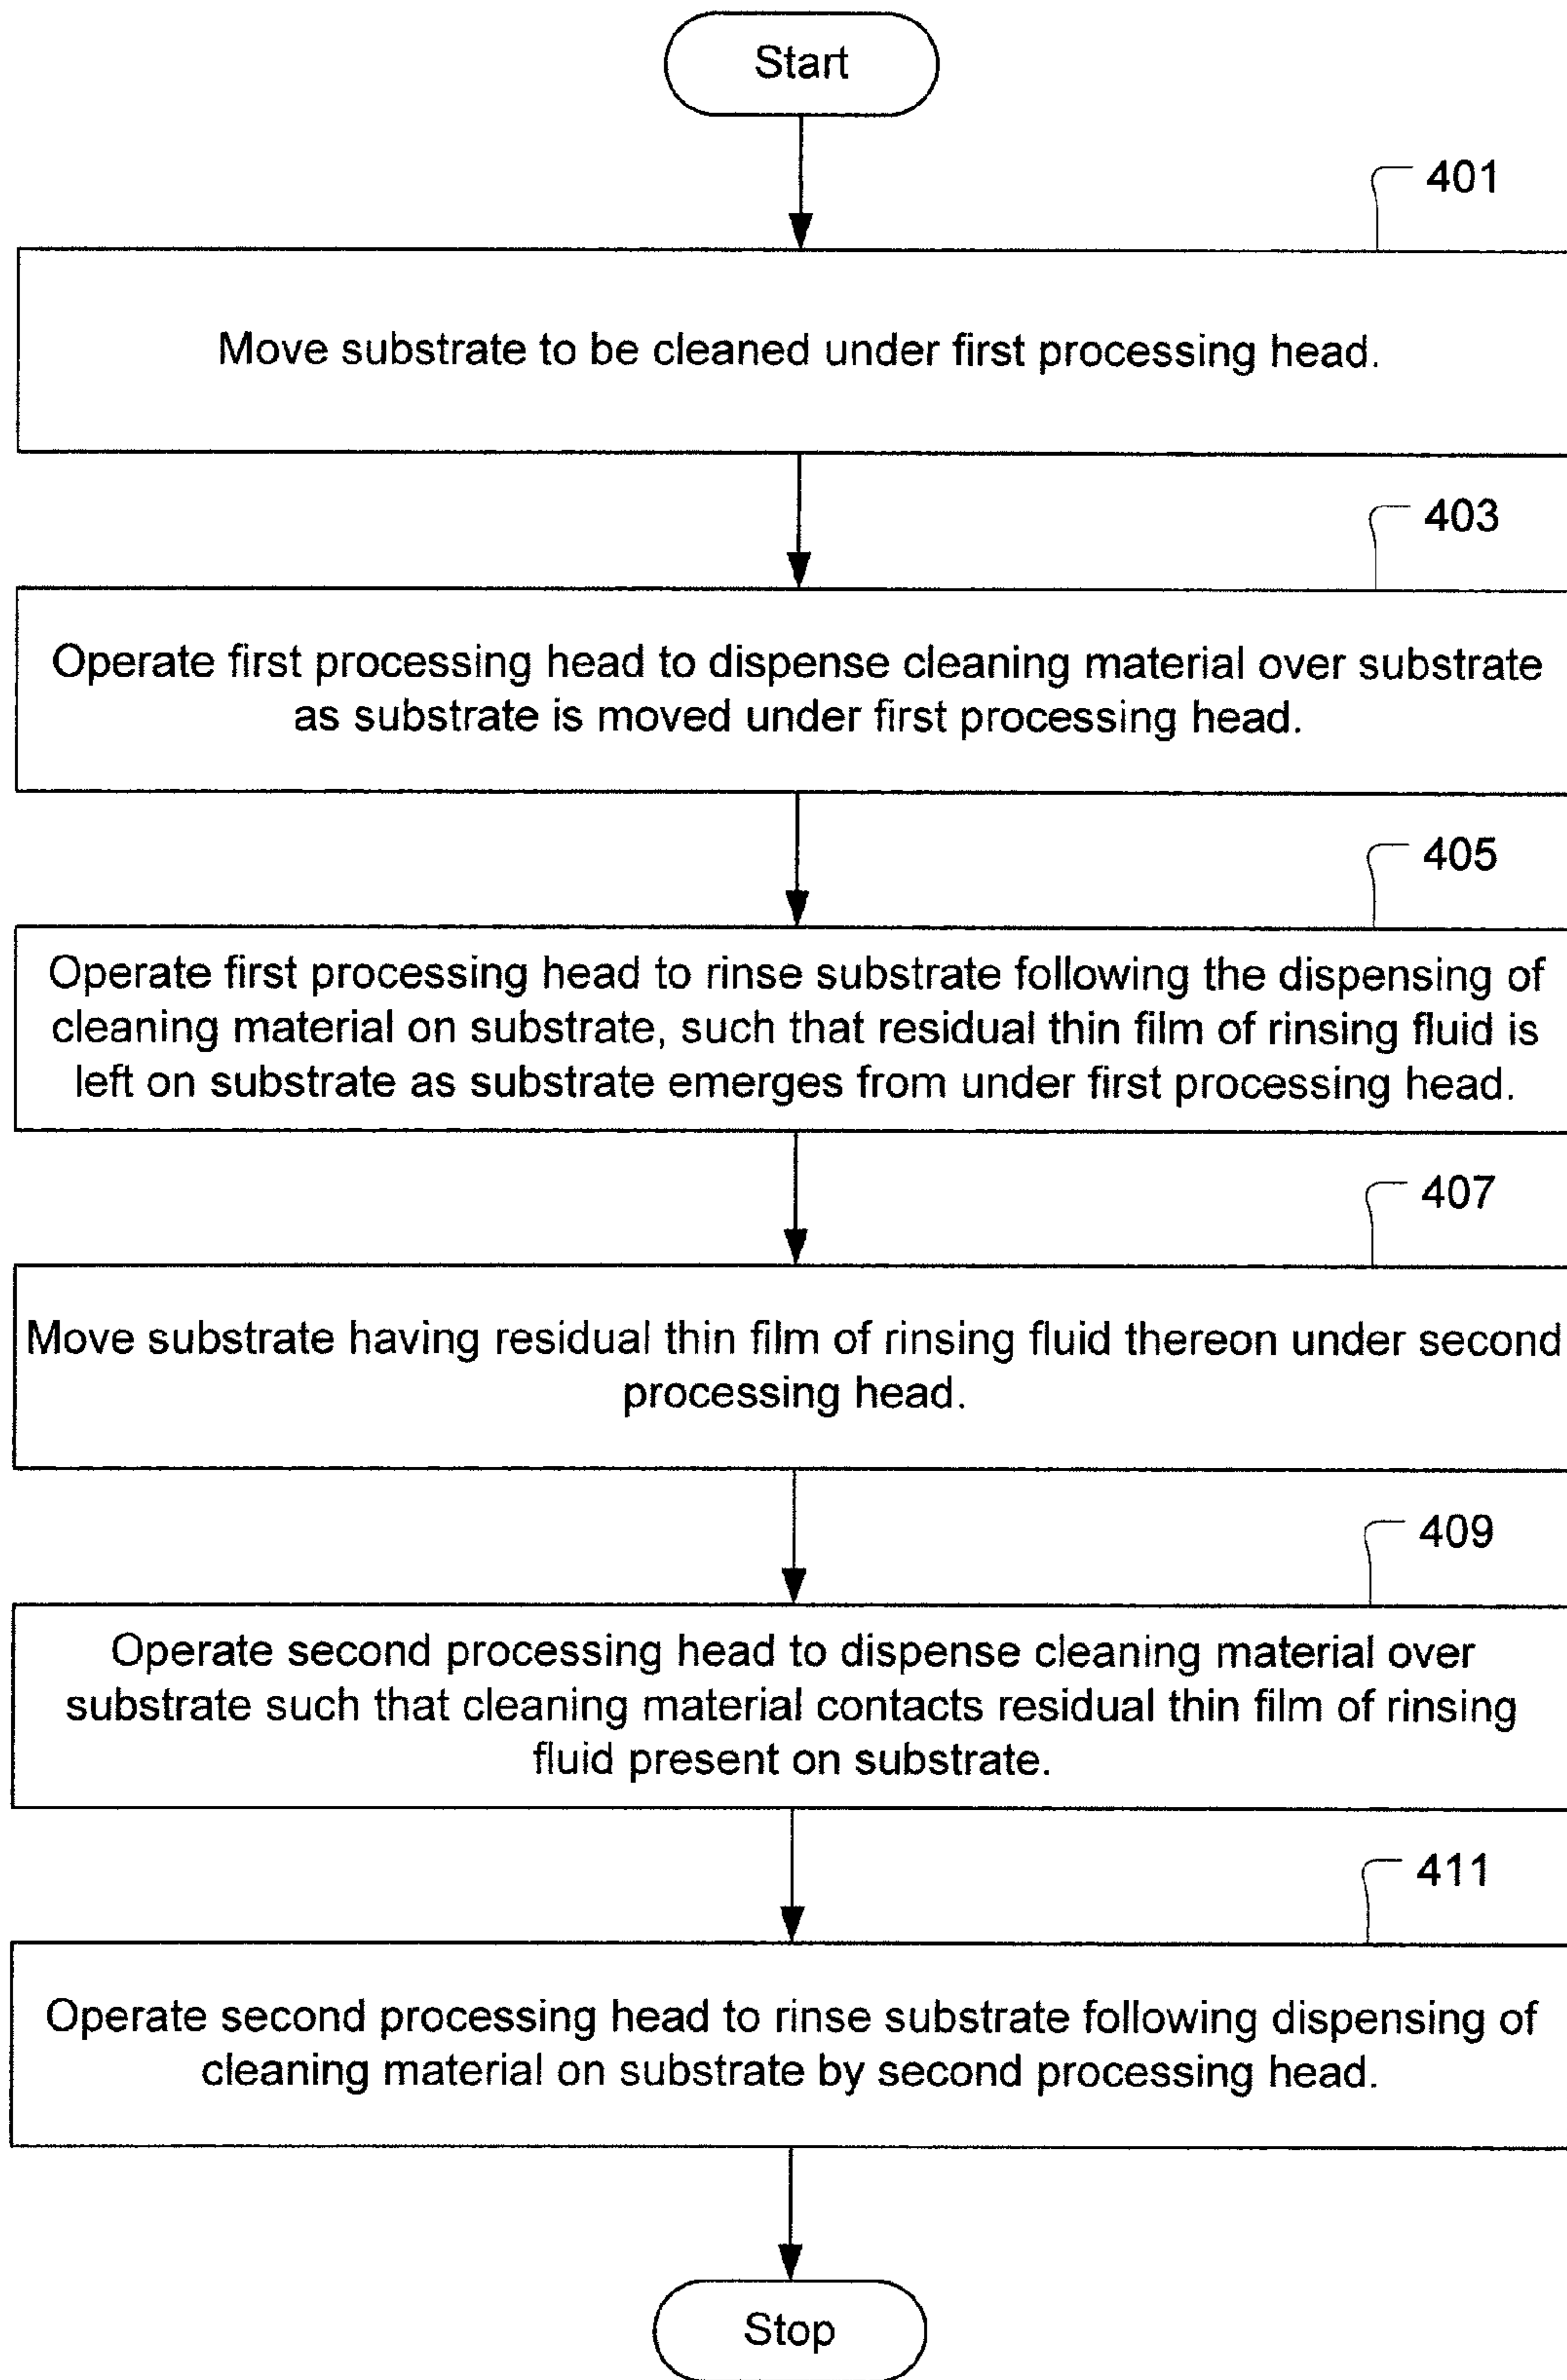 Start
401
Move substrate to be cleaned under first processing head.
403
Operate first processing head to dispense cleaning material over substrate
as substrate is moved under first processing head.
405
Operate first processing head to rinse substrate following the dispensing of
cleaning material on substrate, such that residual thin film of rinsing fluid is
left on substrate as substrate emerges from under first processing head.
407
Move substrate having residual thin film of rinsing fluid thereon under second
processing head.
409
Operate second processing head to dispense cleaning material over
substrate such that cleaning material contacts residual thin film of rinsing
fluid present on substrate.
411
Operate second processing head to rinse substrate following dispensing of
cleaning material on substrate by second processing head.
Stop